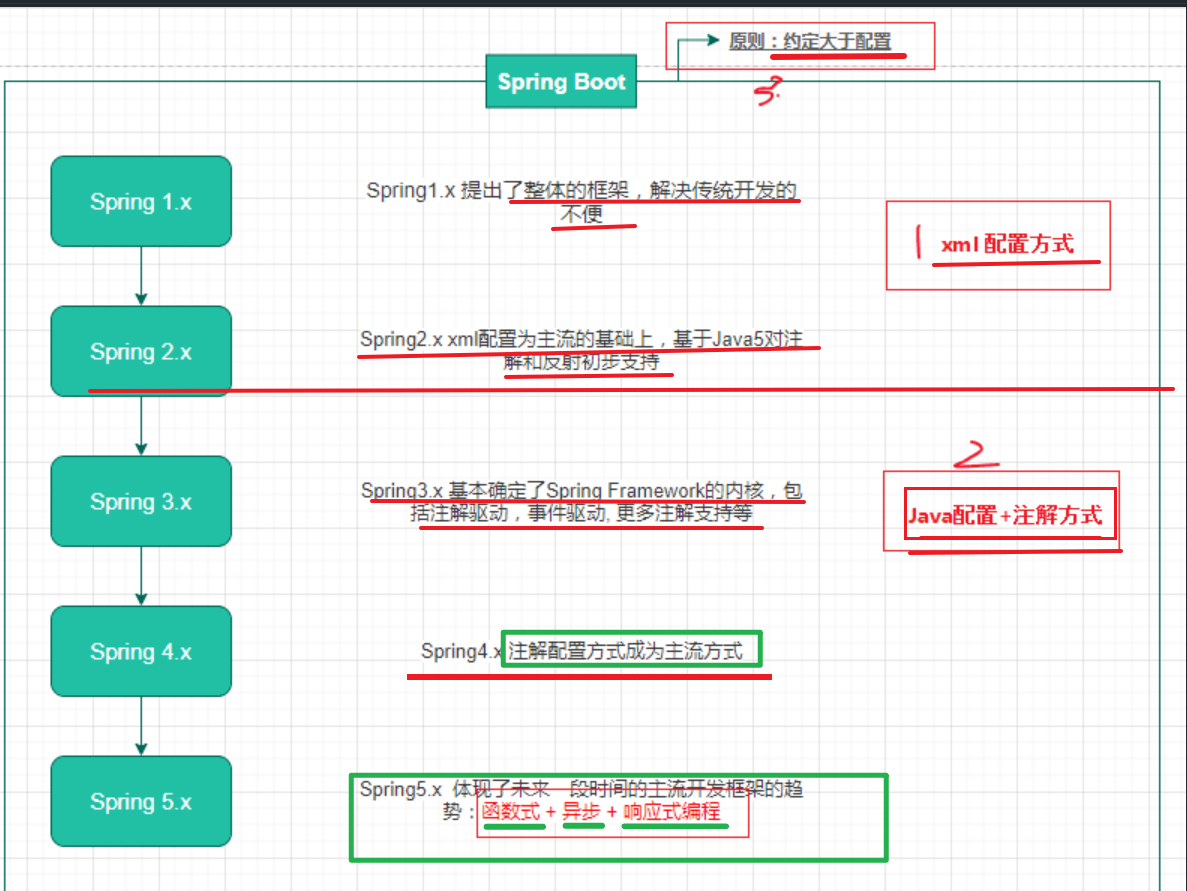 原则：约定大于配置
Spring Boot
3.
Spring 1.x
Spring1.x 提出了整体的框架，解决传统开发的
不便
1 xml 配置方式
Spring 2.x
Spring2.x xml配置为主流的基础上，基于Java5对注
解和反射初步支持
2
Spring 3.x
Spring3.x 基本确定了Spring Framework的内核，包
括注解驱动，事件驱动, 更多注解支持等
Java配置+注解方式
Spring 4.x
Spring4.x 注解配置方式成为主流方式
Spring 5.x
Spring5.x 体现了未来一段时间的主流开发框架的趋
势：函数式 + 异步 + 响应式编程